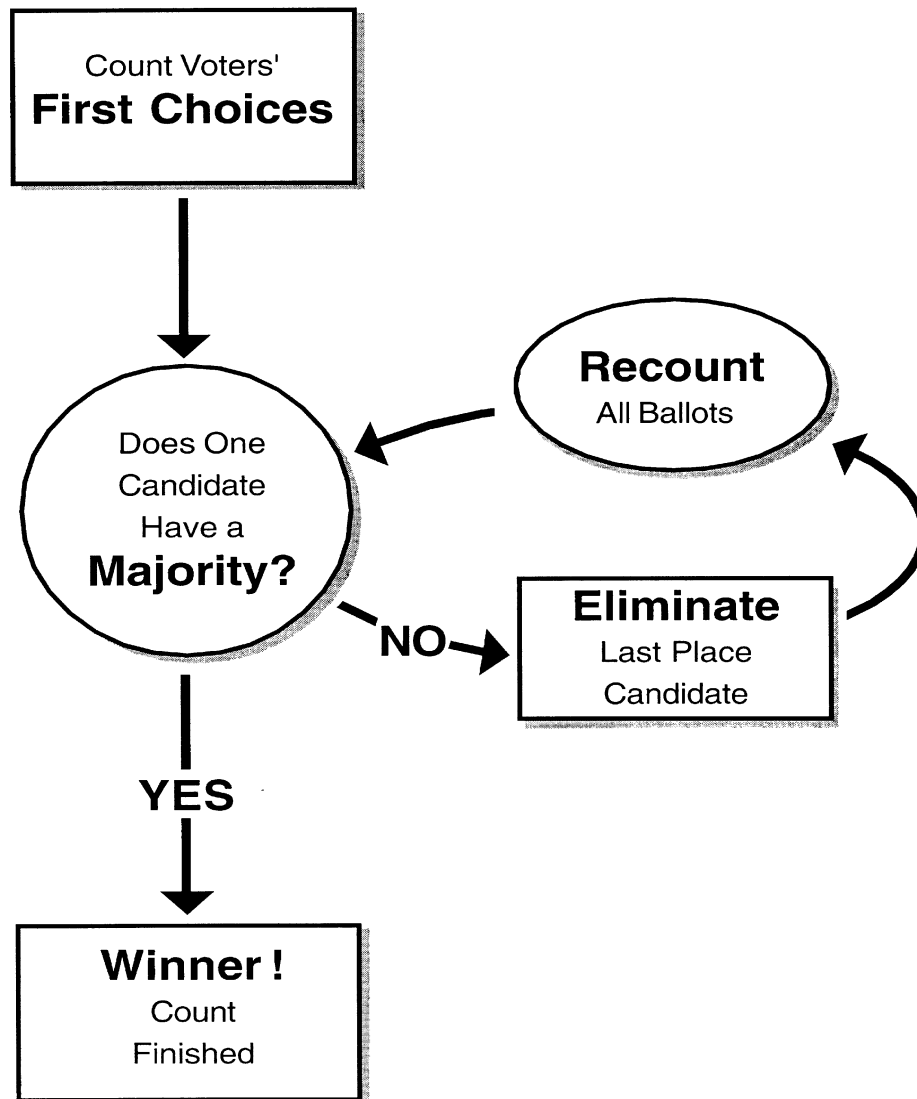 Count Voters'
First Choices
Does One
Candidate
Have a
Majority?
NO
Eliminate
Last Place
Candidate
Recount
All Ballots
YES
Winner !
Count
Finished